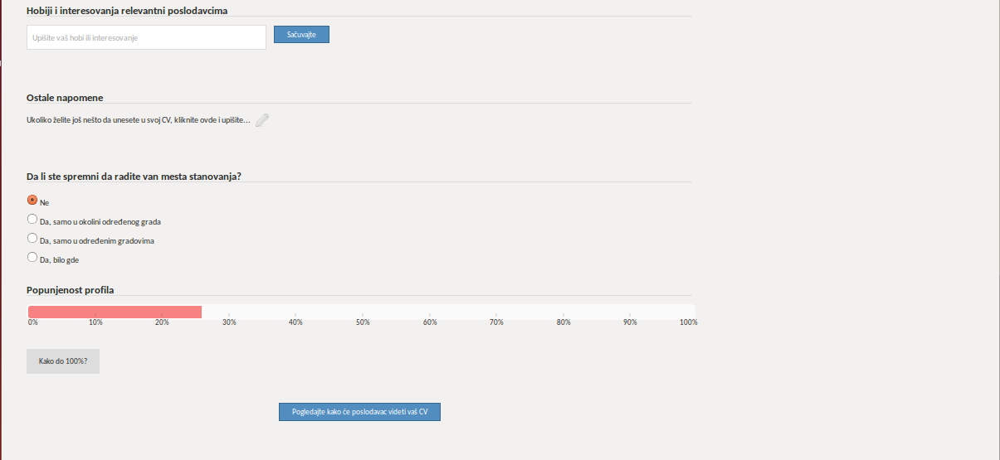 Hobiji i interesovanja relevantni poslodavcima
Upišite vaš hobi ili interesovanje
Sačuvajte
Ostale napomene
Ukoliko želite još nešto da unesete u svoj CV, kliknite ovde i upišite...
Da li ste spremni da radite van mesta stanovanja?
Ne
Da, samo u okolini određenog grada
Da, samo u određenim gradovima
Da, bilo gde
Popunjenost profila
0% 10% 20% 30% 40% 50% 60% 70% 80% 90% 100%
Kako do 100%?
Pogledajte kako će poslodavac videti vaš CV